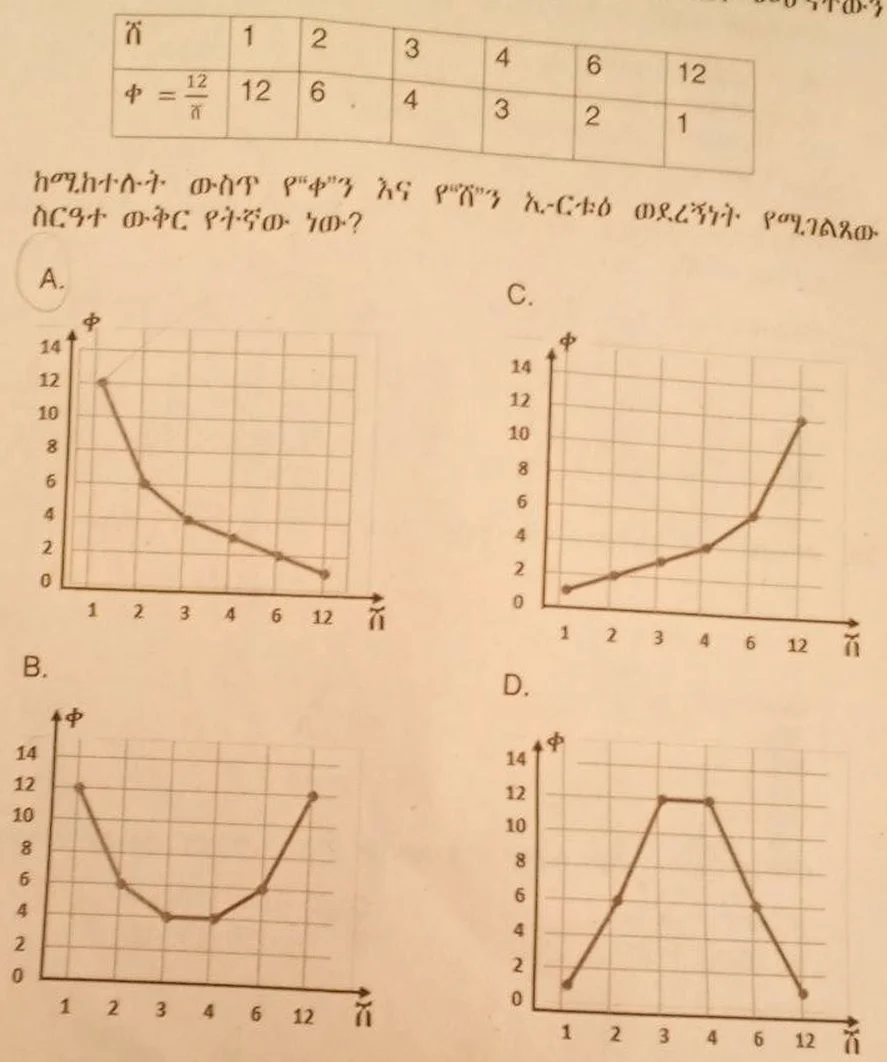 ሸ 1 2 3 4 6 12
ቀ = 12/ሸ 12 6 4 3 2 1
ከሚከተሉት ውስጥ የ"ቀ"ን እና የ"ሸ"ን ኢ-ርቱዕ ወደረኝነት የሚገልጸው
ስርዓተ ውቅር የትኛው ነው?
A.
ቀ
14
12
10
8
6
4
2
0
1 2 3 4 6 12 ሸ
B.
ቀ
14
12
10
8
6
4
2
0
1 2 3 4 6 12 ሸ
C.
ቀ
14
12
10
8
6
4
2
0
1 2 3 4 6 12 ሸ
D.
ቀ
14
12
10
8
6
4
2
0
1 2 3 4 6 12 ሸ